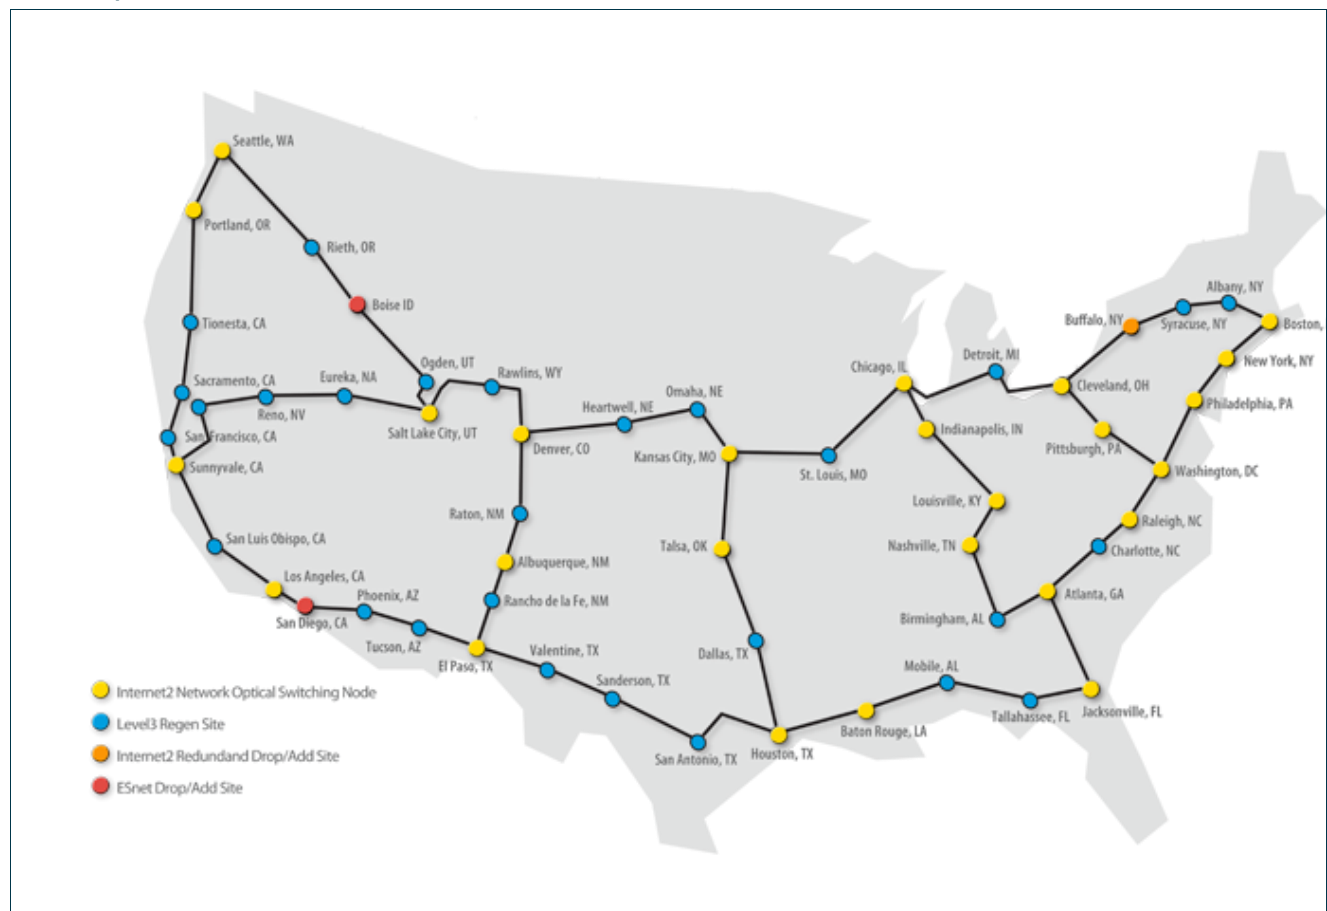 Seattle, WA
Portland, OR
Rieth, OR
Boise ID
Tionesta, CA
Sacramento, CA
Reno, NV
Eureka, NA
Ogden, UT
Rawlins, WY
Salt Lake City, UT
San Francisco, CA
Sunnyvale, CA
Denver, CO
Heartwell, NE
Omaha, NE
Kansas City, MO
St. Louis, MO
Chicago, IL
Detroit, MI
Cleveland, OH
Buffalo, NY
Syracuse, NY
Albany, NY
Boston,
New York, NY
Philadelphia, PA
Pittsburgh, PA
Washington, DC
Indianapolis, IN
Louisville, KY
Nashville, TN
Raleigh, NC
Charlotte, NC
Atlanta, GA
Birmingham, AL
Raton, NM
Albuquerque, NM
Rancho de la Fe, NM
Talsa, OK
Dallas, TX
San Luis Obispo, CA
Los Angeles, CA
San Diego, CA
Phoenix, AZ
Tucson, AZ
El Paso, TX
Valentine, TX
Sanderson, TX
San Antonio, TX
Houston, TX
Baton Rouge, LA
Mobile, AL
Tallahassee, FL
Jacksonville, FL
Internet2 Network Optical Switching Node
Level3 Regen Site
Internet2 Redundand Drop/Add Site
ESnet Drop/Add Site